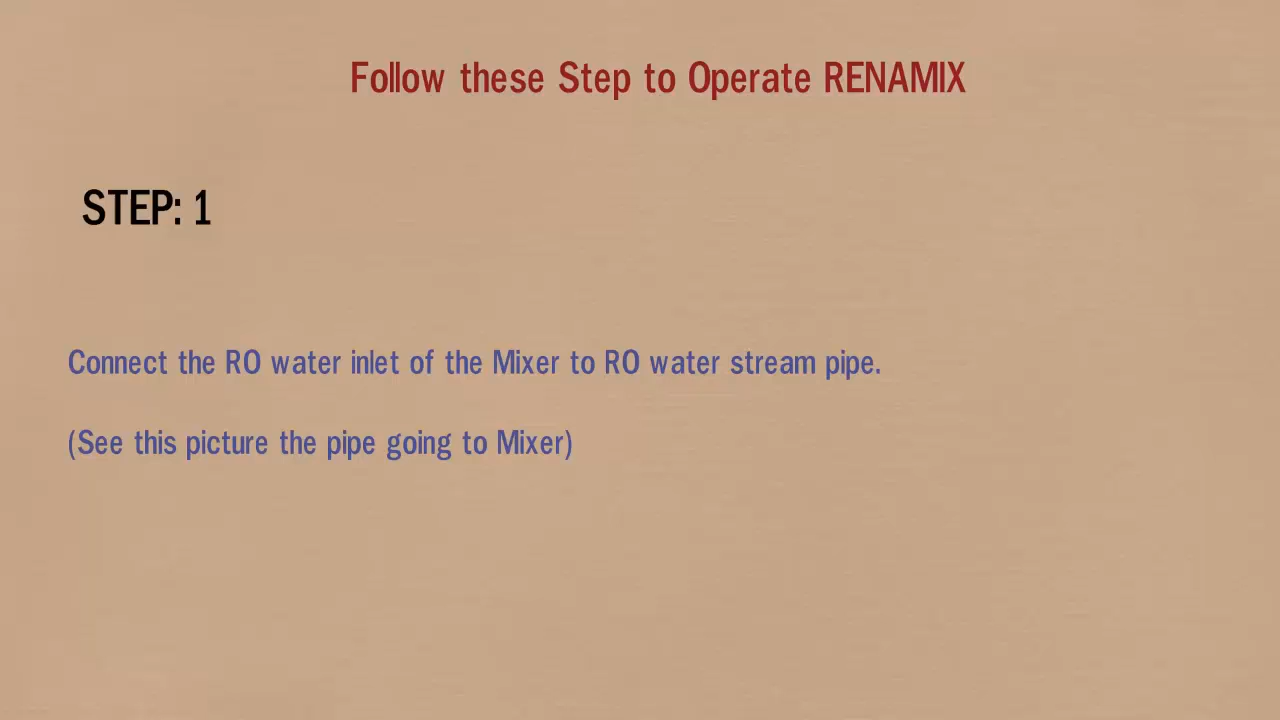 Follow these Step to Operate RENAMIX
STEP: 1
Connect the RO water inlet of the Mixer to RO water stream pipe.
(See this picture the pipe going to Mixer)